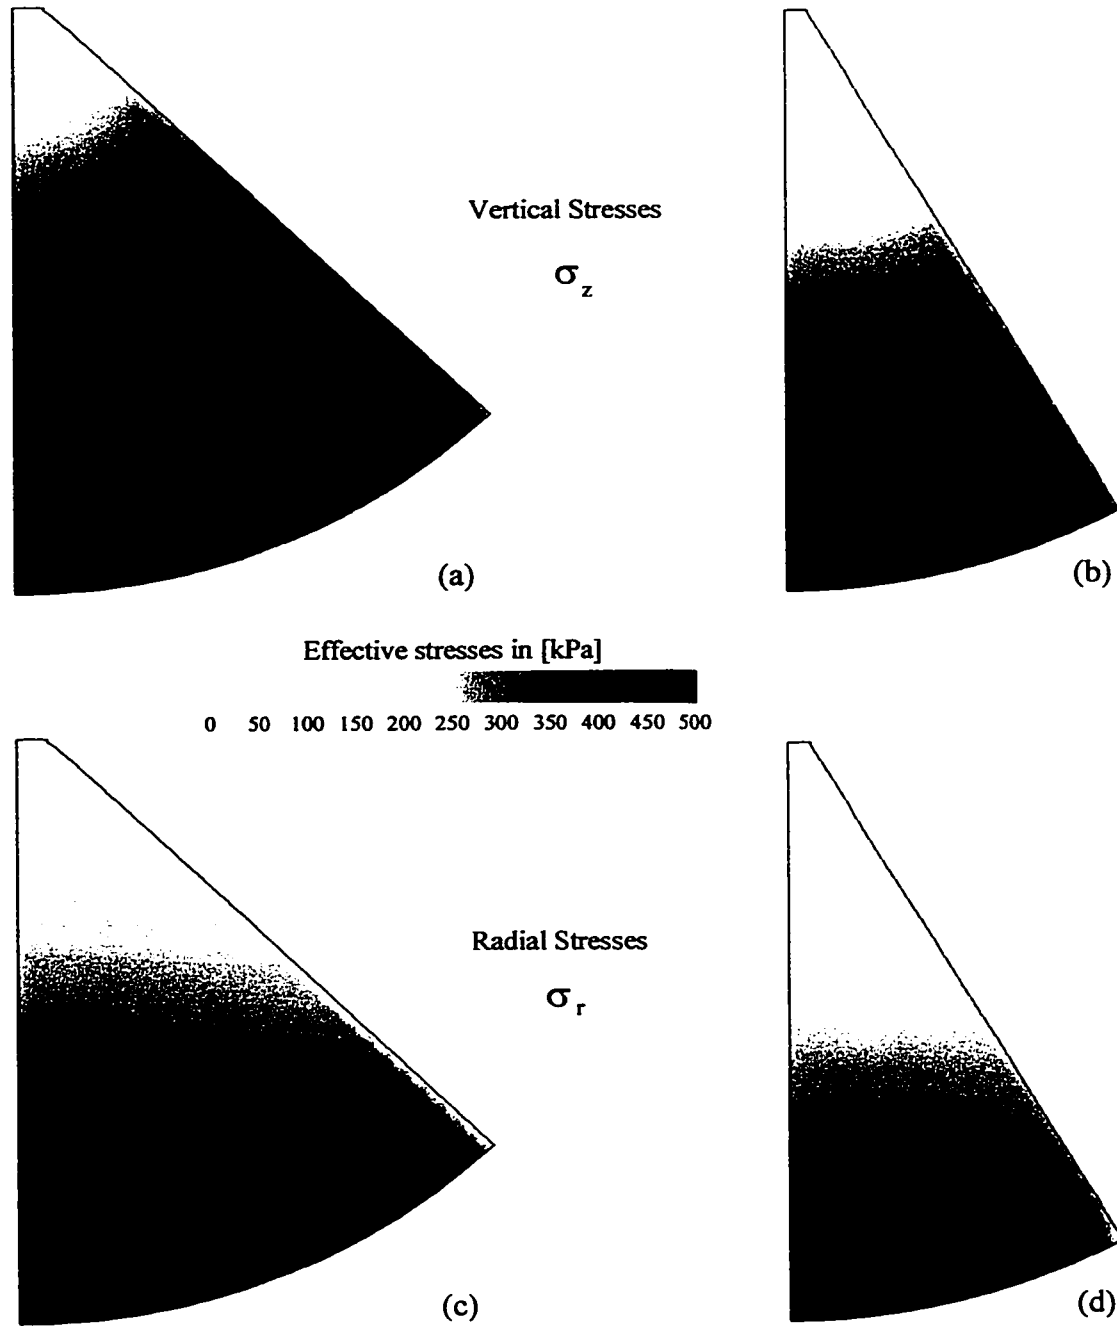 Vertical Stresses
σz
(a)
(b)
Effective stresses in [kPa]
0 50 100 150 200 250 300 350 400 450 500
Radial Stresses
σr
(c)
(d)